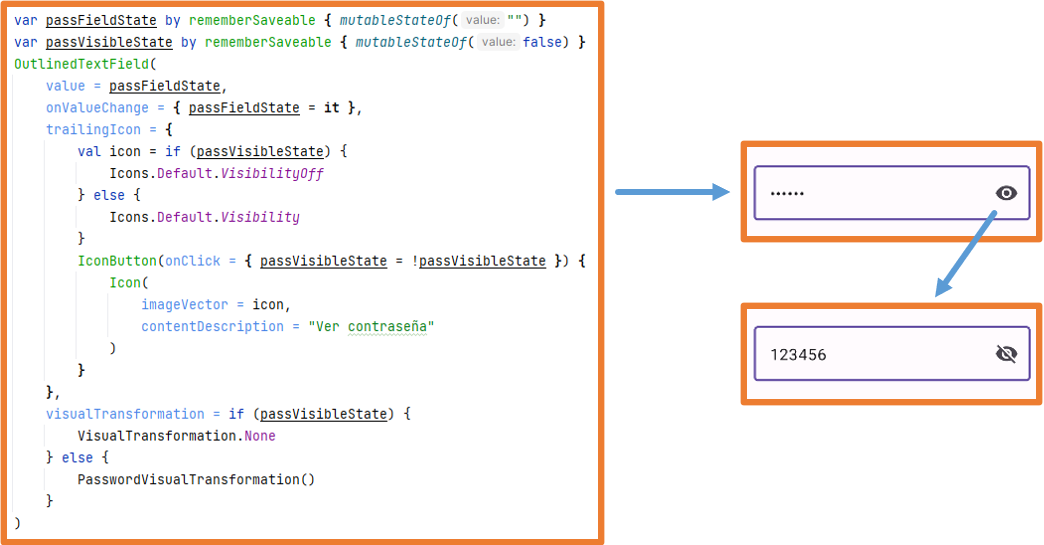 var passFieldState by rememberSaveable { mutableStateOf( value: "") }
var passVisibleState by rememberSaveable { mutableStateOf( value: false) }
OutlinedTextField(
    value = passFieldState,
    onValueChange = { passFieldState = it },
    trailingIcon = {
        val icon = if (passVisibleState) {
            Icons.Default.VisibilityOff
        } else {
            Icons.Default.Visibility
        }
        IconButton(onClick = { passVisibleState = !passVisibleState }) {
            Icon(
                imageVector = icon,
                contentDescription = "Ver contraseña"
            )
        }
    },
    visualTransformation = if (passVisibleState) {
        VisualTransformation.None
    } else {
        PasswordVisualTransformation()
    }
)
••••••
123456